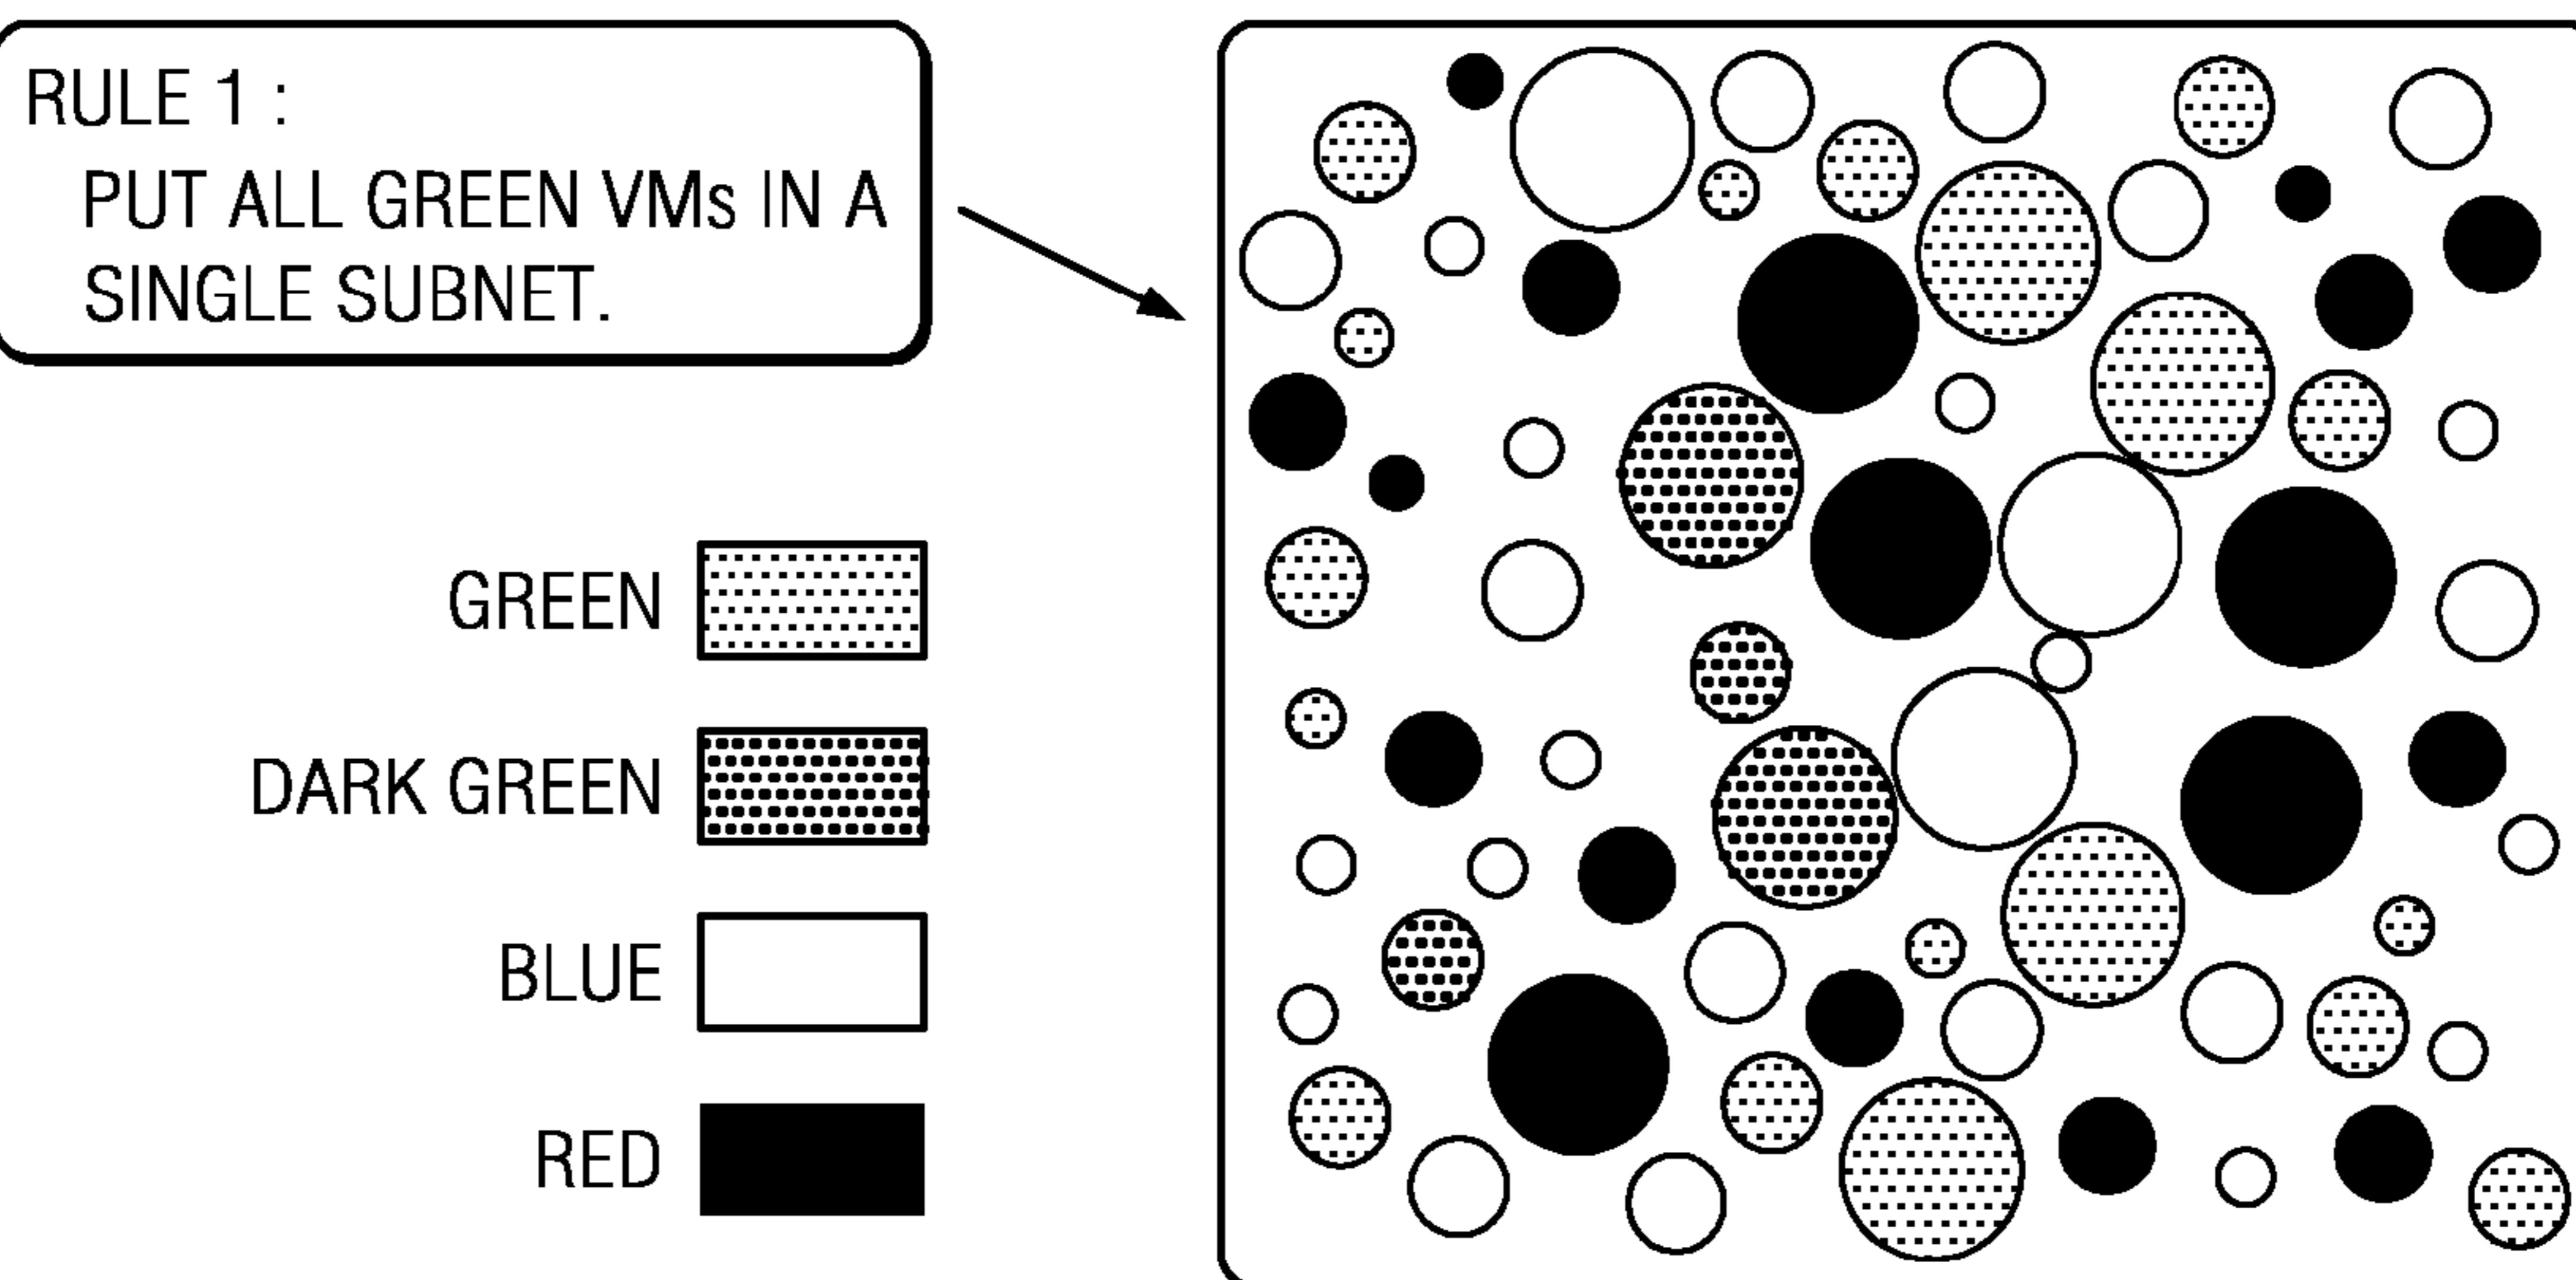 RULE 1 :
PUT ALL GREEN VMs IN A
SINGLE SUBNET.
GREEN
DARK GREEN
BLUE
RED